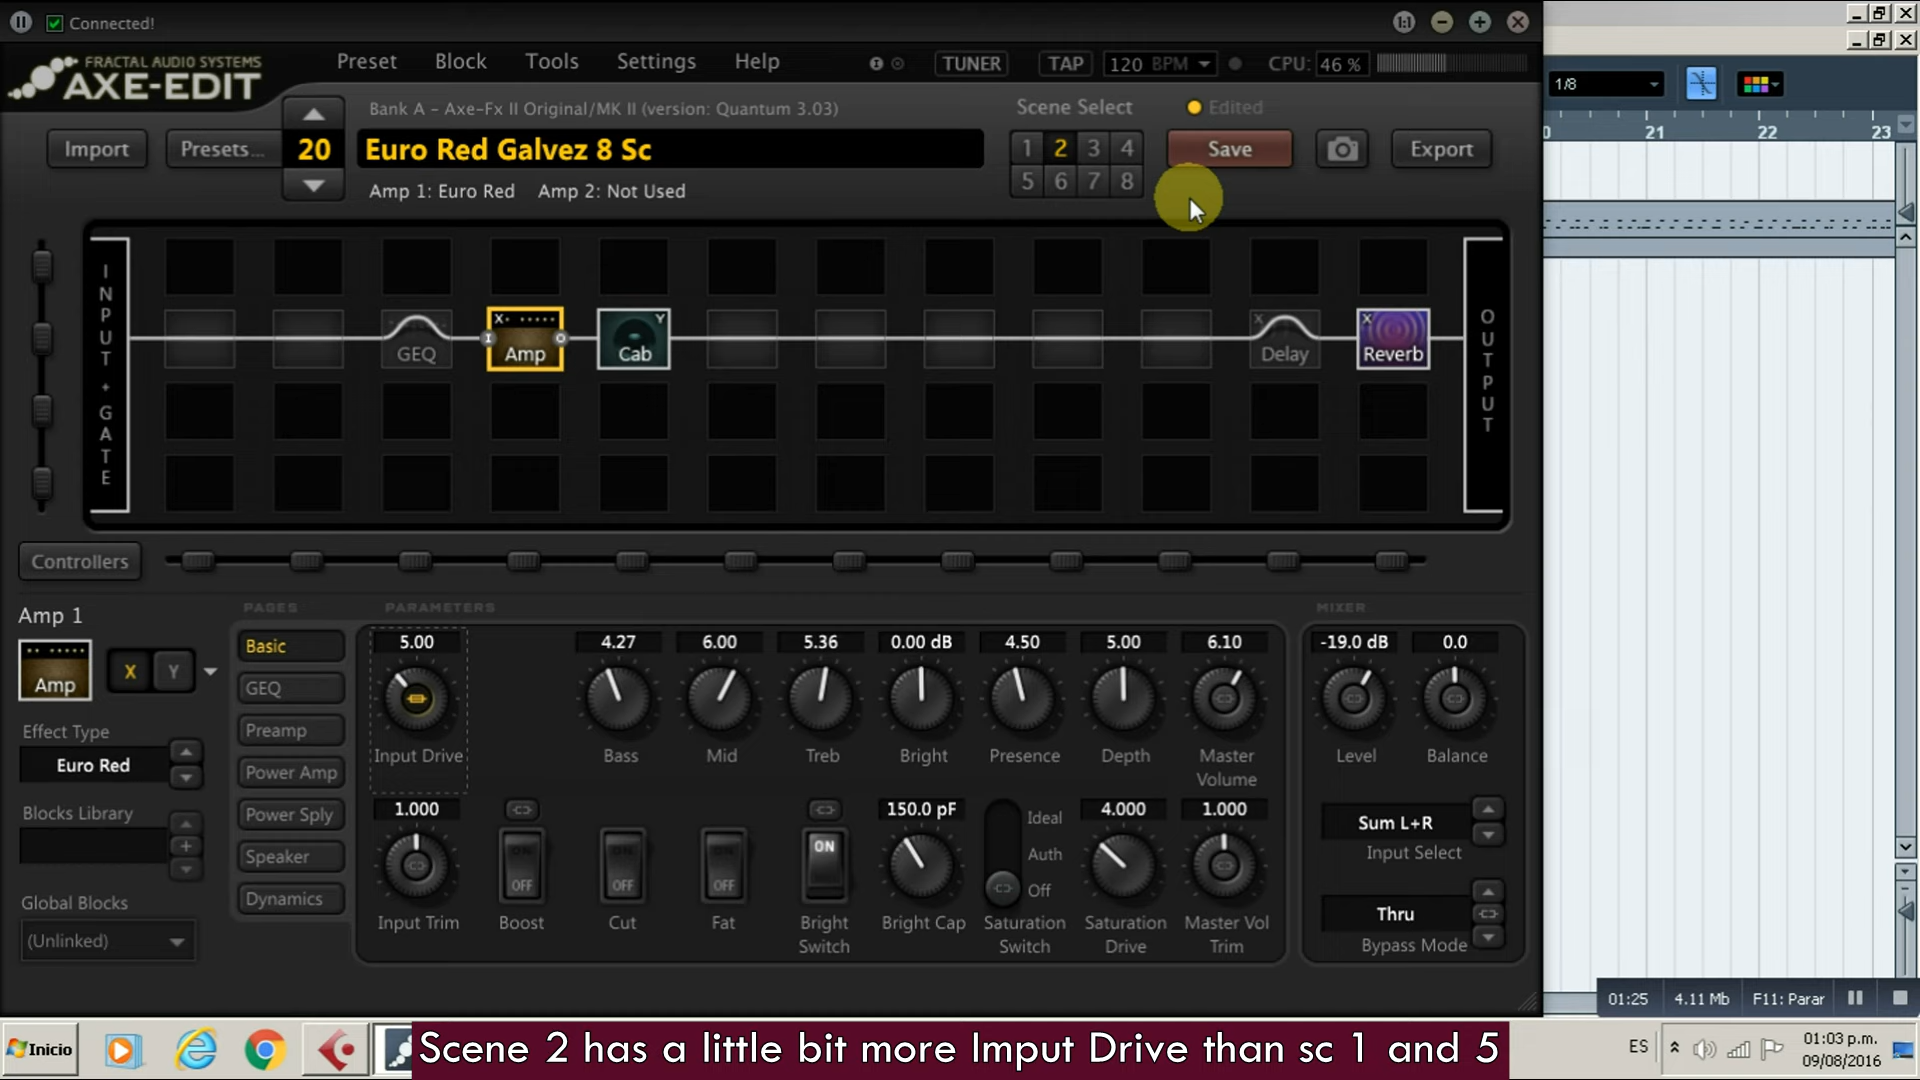 Connected!
1:1
FRACTAL AUDIO SYSTEMS
AXE-EDIT
Preset Block Tools Settings Help
TUNER TAP 120 BPM CPU: 46 %
Bank A - Axe-Fx II Original/MK II (version: Quantum 3.03)
Scene Select Edited
Import Presets... 20 Euro Red Galvez 8 Sc
1 2 3 4
5 6 7 8
Save Export
Amp 1: Euro Red Amp 2: Not Used
1/8
21 22 23
INPUT + GATE
GEQ
X
Amp
Y
Cab
X
Delay
X
Reverb
OUTPUT
Controllers
Amp 1
Amp
X Y
Effect Type
Euro Red
Blocks Library
Global Blocks
(Unlinked)
PAGES
Basic
GEQ
Preamp
Power Amp
Power Sply
Speaker
Dynamics
PARAMETERS
5.00 4.27 6.00 5.36 0.00 dB 4.50 5.00 6.10
Input Drive Bass Mid Treb Bright Presence Depth Master Volume
1.000 150.0 pF 4.000 1.000
Ideal
Auth
Off
ON
OFF OFF OFF
Input Trim Boost Cut Fat Bright Switch Bright Cap Saturation Switch Saturation Drive Master Vol Trim
MIXER
-19.0 dB 0.0
Level Balance
Sum L+R
Input Select
Thru
Bypass Mode
01:25 4.11 Mb F11: Parar
Inicio
Scene 2 has a little bit more Imput Drive than sc 1 and 5
ES
01:03 p.m.
09/08/2016